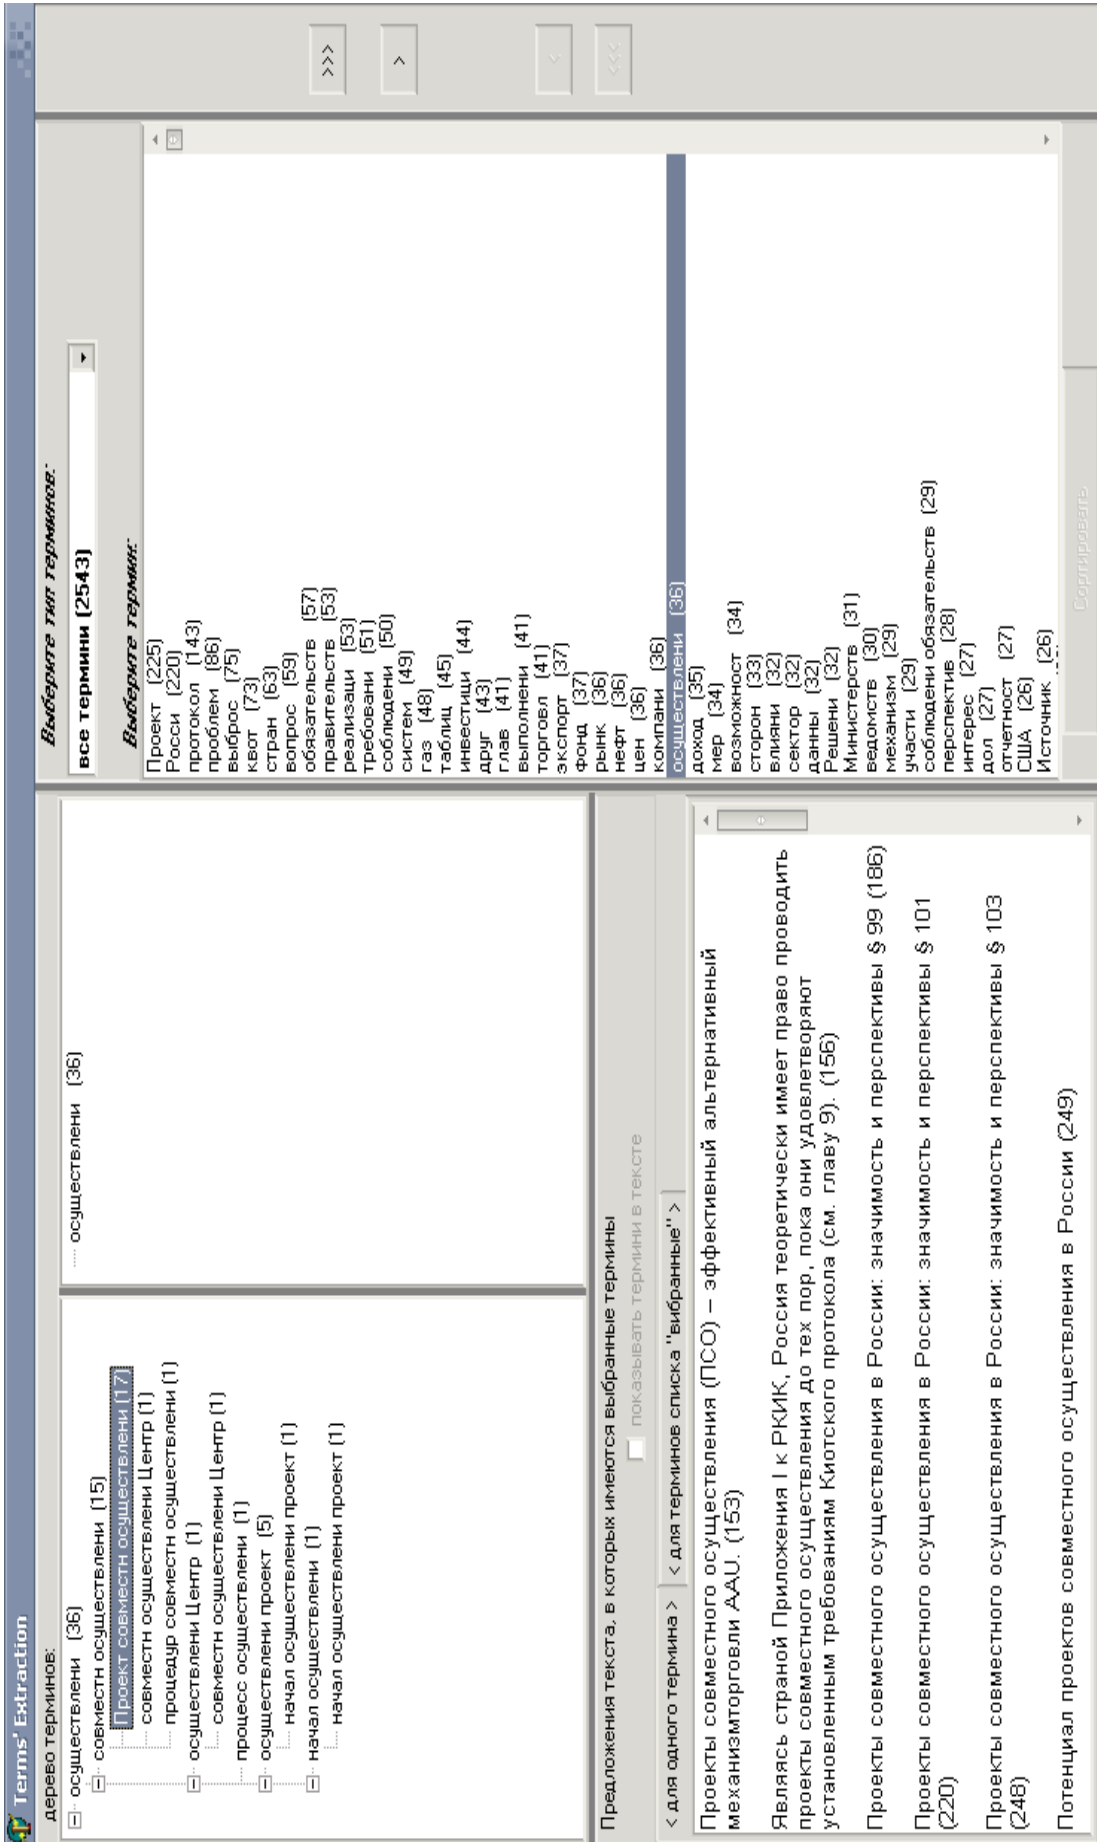 Terms' Extraction
дерево терминов:
осуществлени (36)
совместн осуществлени (15)
Проект совместн осуществлени (17)
совместн осуществлени Центр (1)
процедур совместн осуществлени (1)
осуществлени Центр (1)
совместн осуществлени Центр (1)
процесс осуществлени (1)
осуществлени проект (5)
начал осуществлени проект (1)
начал осуществлени (1)
начал осуществлени проект (1)
осуществлени (36)
Предложения текста, в которых имеются выбранные термины
показывать термини в тексте
< для одного термина >
< для терминов списка "вибранные" >
Проекты совместного осуществления (ПСО) – эффективный альтернативный
механизмторговли AAU. (153)
Являясь страной Приложения I к РКИК, Россия теоретически имеет право проводить
проекты совместного осуществления до тех пор, пока они удовлетворяют
установленным требованиям Киотского протокола (см. главу 9). (156)
Проекты совместного осуществления в России: значимость и перспективы § 99 (186)
Проекты совместного осуществления в России: значимость и перспективы § 101
(220)
Проекты совместного осуществления в России: значимость и перспективы § 103
(248)
Потенциал проектов совместного осуществления в России (249)
Выберите тип терминов:
все термини (2543)
Выберите термин:
Проект (225)
Росси (220)
протокол (143)
проблем (86)
выброс (75)
квот (73)
стран (63)
вопрос (59)
обязательств (57)
правительств (53)
реализаци (53)
требовани (51)
соблюдени (50)
систем (49)
газ (48)
таблиц (45)
инвестици (44)
друг (43)
глав (41)
выполнени (41)
торговл (41)
экспорт (37)
фонд (37)
рынк (36)
нефт (36)
цен (36)
компани (36)
осуществлени (36)
доход (35)
мер (34)
возможност (34)
сторон (33)
влияни (32)
сектор (32)
данны (32)
Решени (32)
Министерств (31)
ведомств (30)
механизм (29)
участи (29)
соблюдени обязательств (29)
перспектив (28)
интерес (27)
дол (27)
отчетност (27)
США (26)
Источник (26)
Сортировать
>>>
>
<
<<<